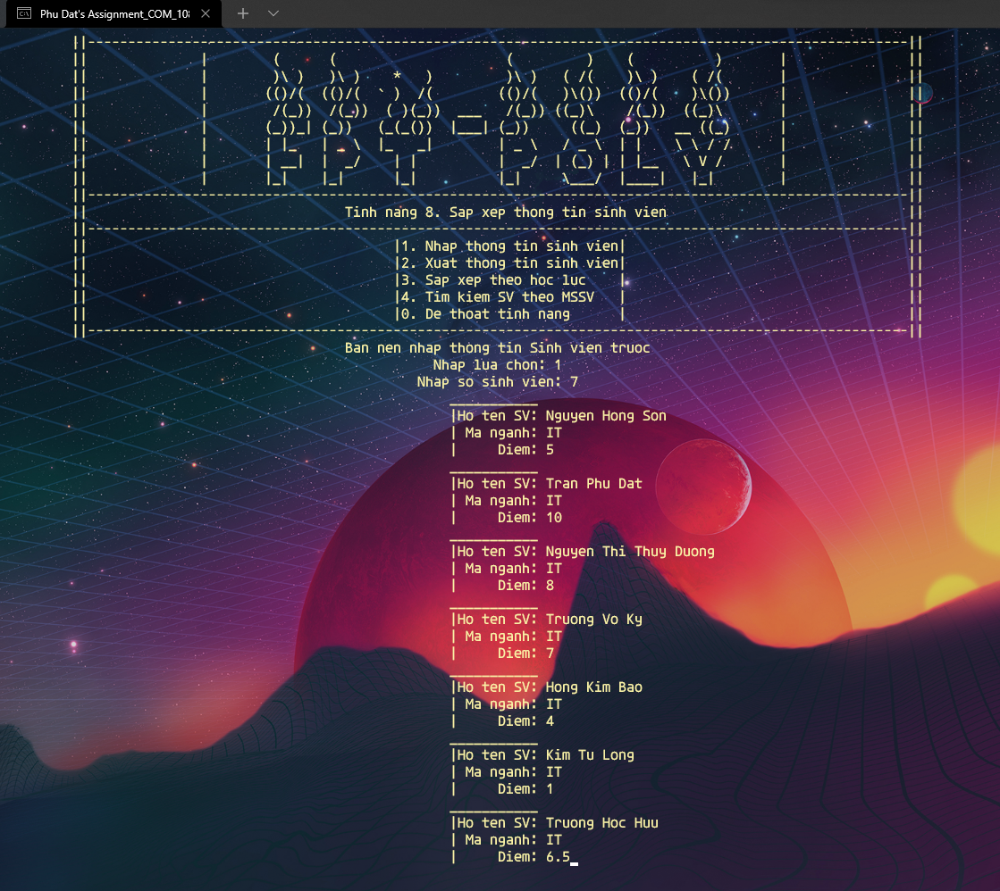 Phu Dat's Assignment_COM_108
Tinh nang 8. Sap xep thong tin sinh vien
|1. Nhap thong tin sinh vien|
|2. Xuat thong tin sinh vien|
|3. Sap xep theo hoc luc |
|4. Tim kiem SV theo MSSV |
|0. De thoat tinh nang |
Ban nen nhap thong tin Sinh vien truoc
Nhap lua chon: 1
Nhap so sinh vien: 7
|Ho ten SV: Nguyen Hong Son
| Ma nganh: IT
| Diem: 5
|Ho ten SV: Tran Phu Dat
| Ma nganh: IT
| Diem: 10
|Ho ten SV: Nguyen Thi Thuy Duong
| Ma nganh: IT
| Diem: 8
|Ho ten SV: Truong Vo Ky
| Ma nganh: IT
| Diem: 7
|Ho ten SV: Hong Kim Bao
| Ma nganh: IT
| Diem: 4
|Ho ten SV: Kim Tu Long
| Ma nganh: IT
| Diem: 1
|Ho ten SV: Truong Hoc Huu
| Ma nganh: IT
| Diem: 6.5